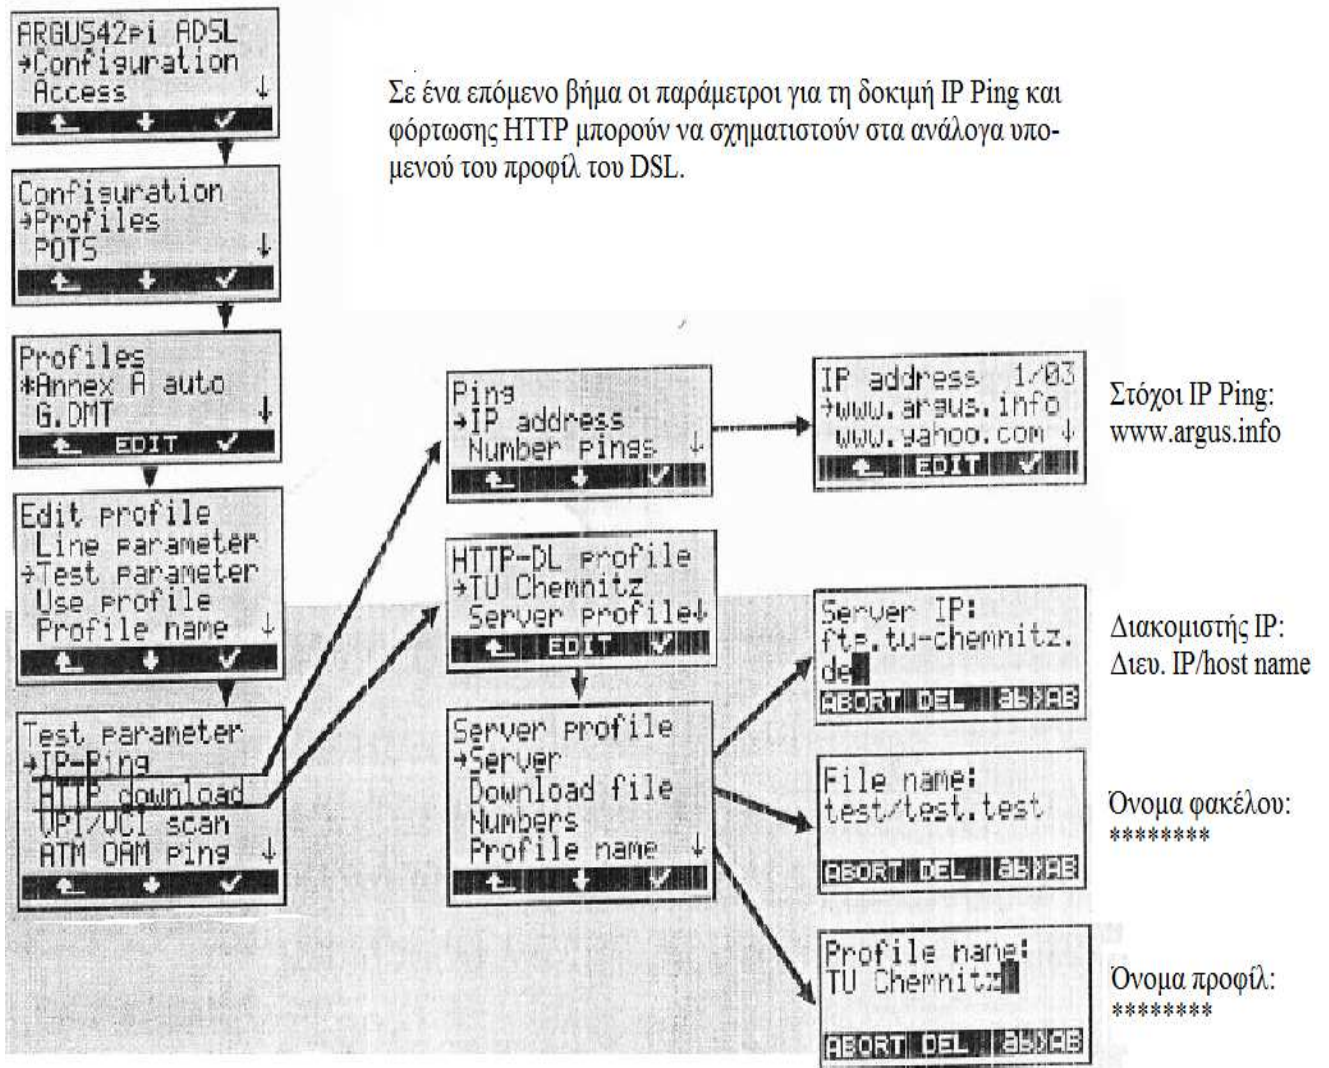 ARGUS42pi ADSL
→Configuration
Access ↓
Σε ένα επόμενο βήμα οι παράμετροι για τη δοκιμή IP Ping και
φόρτωσης HTTP μπορούν να σχηματιστούν στα ανάλογα υπο-
μενού του προφίλ του DSL.
Configuration
→Profiles
POTS ↓
Profiles
*Annex A auto
G.DMT ↓
EDIT
Edit profile
Line parameter
→Test parameter
Use profile
Profile name ↓
Test parameter
→IP-Ping
HTTP download
VPI/VCI scan
ATM OAM ping ↓
Ping
→IP address
Number pings ↓
IP address 1/03
→www.argus.info
www.yahoo.com ↓
EDIT
Στόχοι IP Ping:
www.argus.info
HTTP-DL profile
→TU Chemnitz
Server profile↓
EDIT
Server profile
→Server
Download file
Numbers
Profile name ↓
Server IP:
ftp.tu-chemnitz.
de
ABORT DEL ab>AB
Διακομιστής IP:
Διευ. IP/host name
File name:
test/test.test
ABORT DEL ab>AB
Όνομα φακέλου:
********
Profile name:
TU Chemnitz
ABORT DEL ab>AB
Όνομα προφίλ:
********